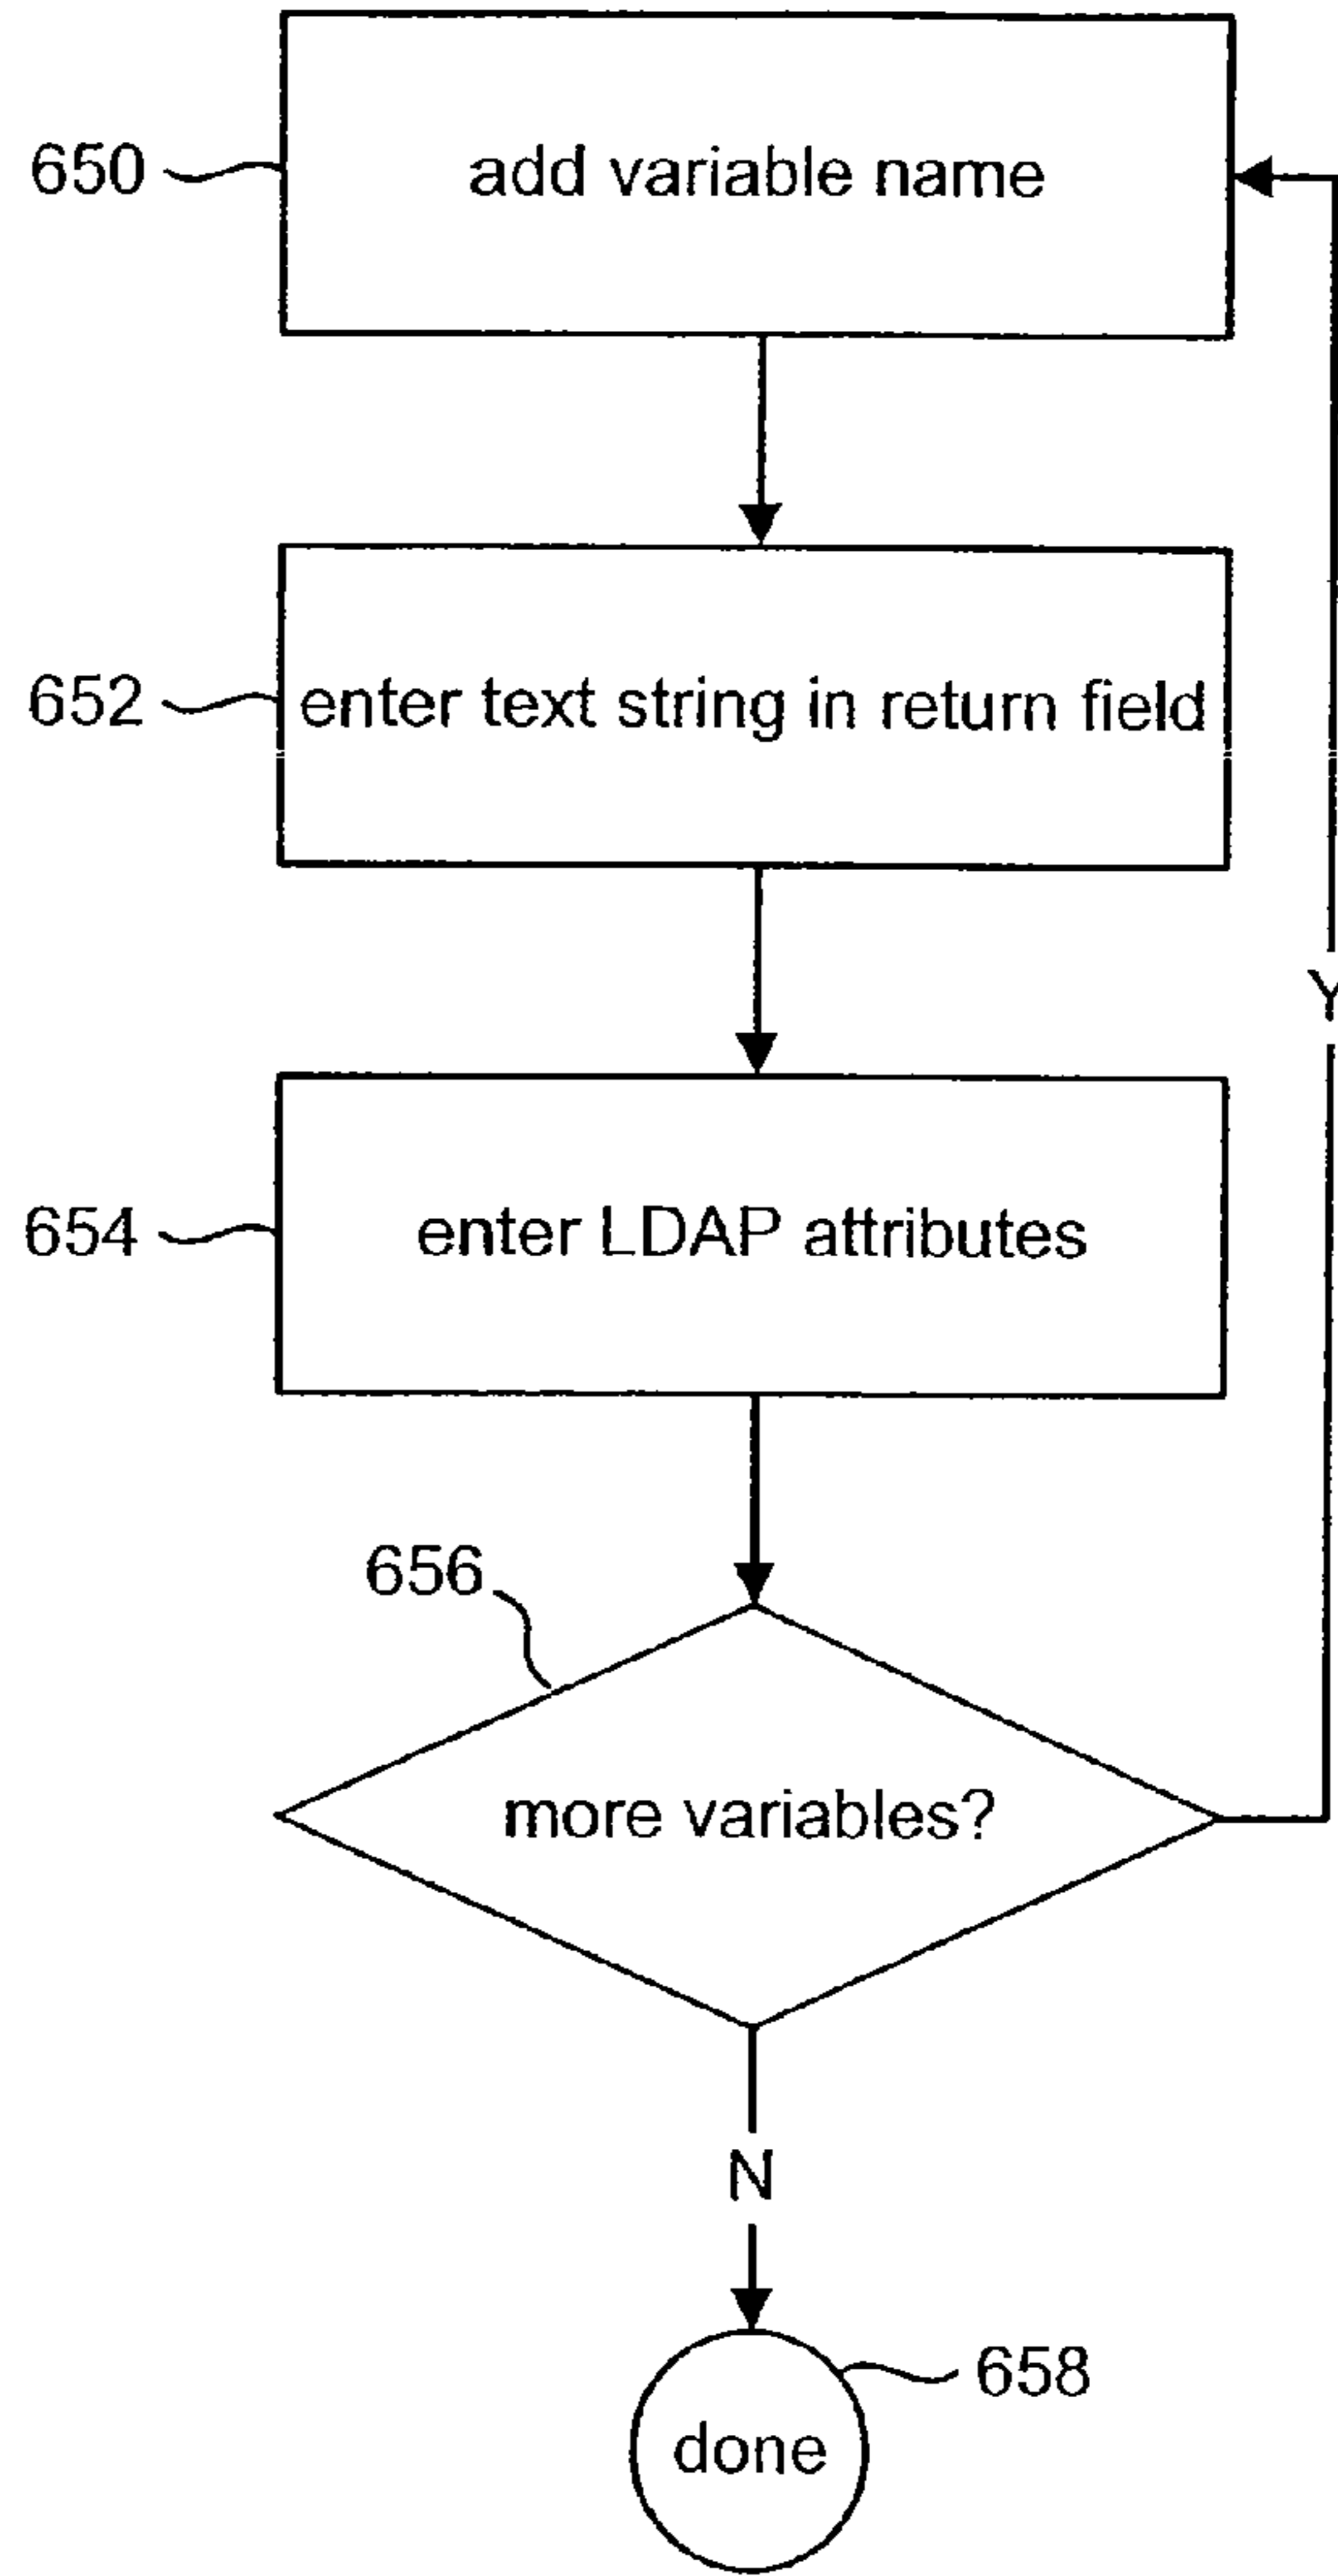 650
add variable name
652
enter text string in return field
Y
654
enter LDAP attributes
656
more variables?
N
658
done